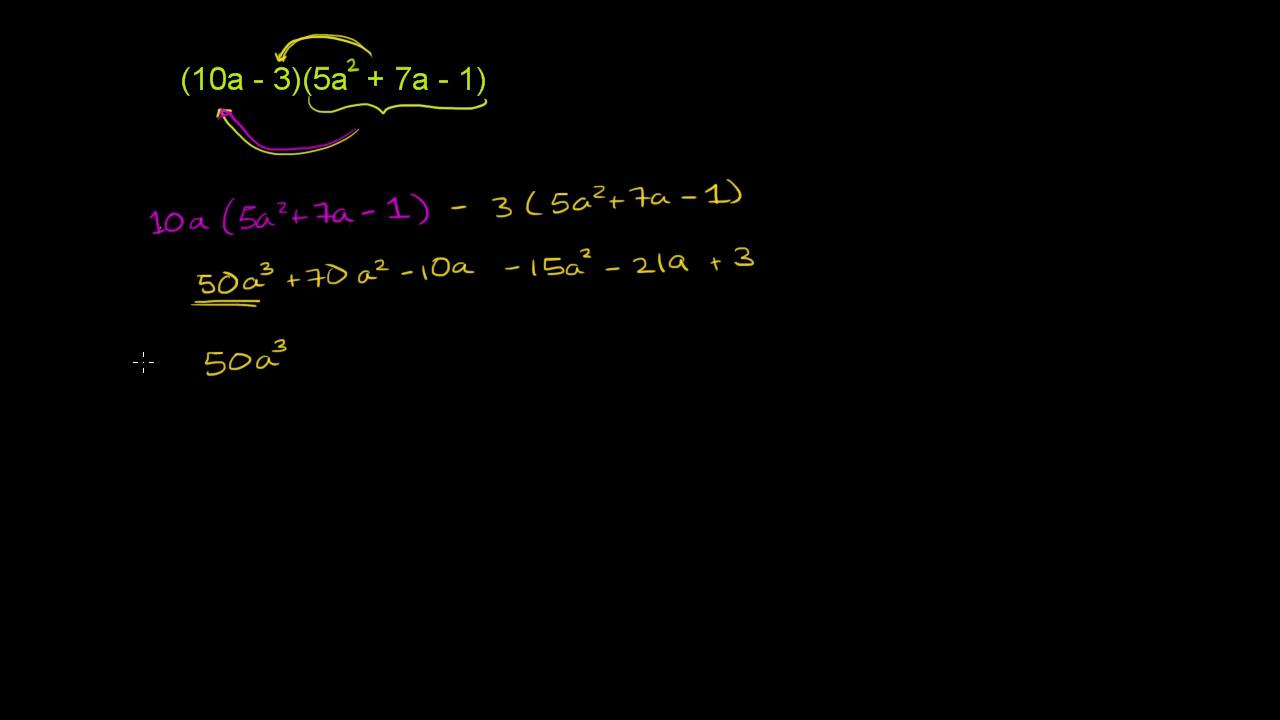 (10a - 3)(5a² + 7a - 1)
10a (5a² + 7a - 1) - 3 (5a² + 7a - 1)
50a³ + 70a² - 10a - 15a² - 21a + 3
50a³